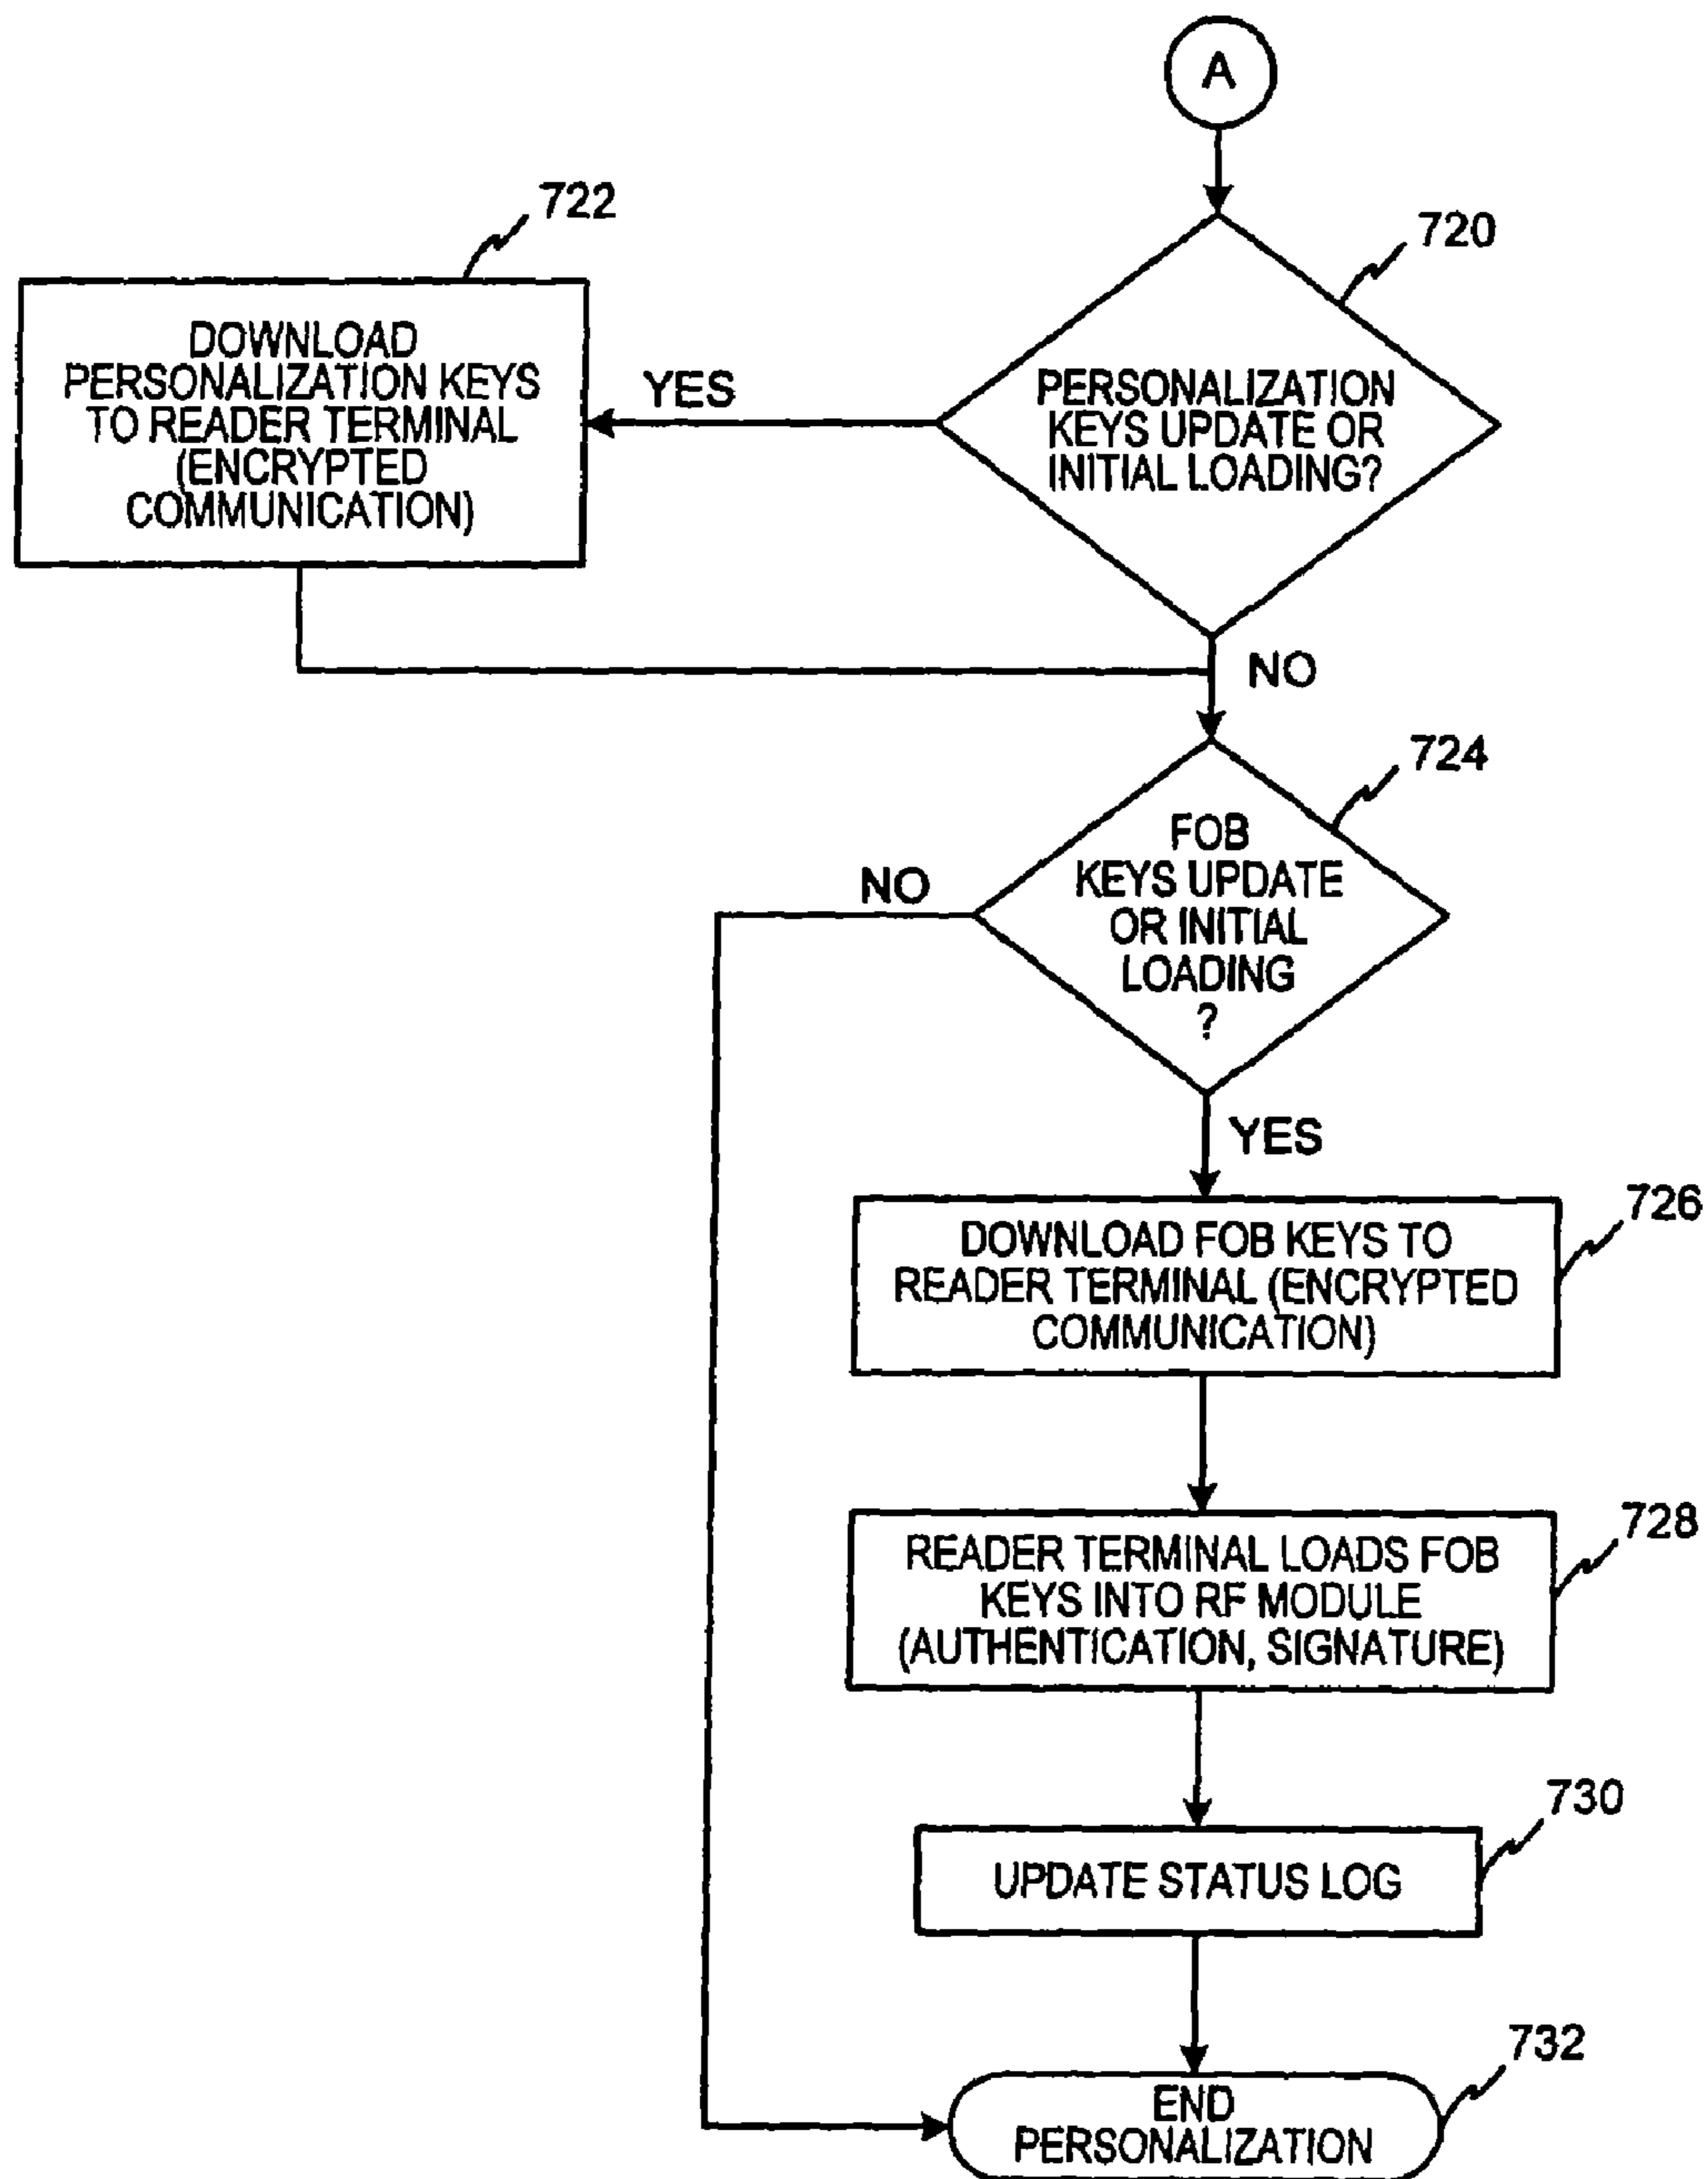 A
720
722
DOWNLOAD
PERSONALIZATION KEYS
TO READER TERMINAL
(ENCRYPTED
COMMUNICATION)
YES
PERSONALIZATION
KEYS UPDATE OR
INITIAL LOADING?
NO
724
FOB
KEYS UPDATE
OR INITIAL
LOADING
?
NO
YES
726
DOWNLOAD FOB KEYS TO
READER TERMINAL (ENCRYPTED
COMMUNICATION)
728
READER TERMINAL LOADS FOB
KEYS INTO RF MODULE
(AUTHENTICATION, SIGNATURE)
730
UPDATE STATUS LOG
732
END
PERSONALIZATION